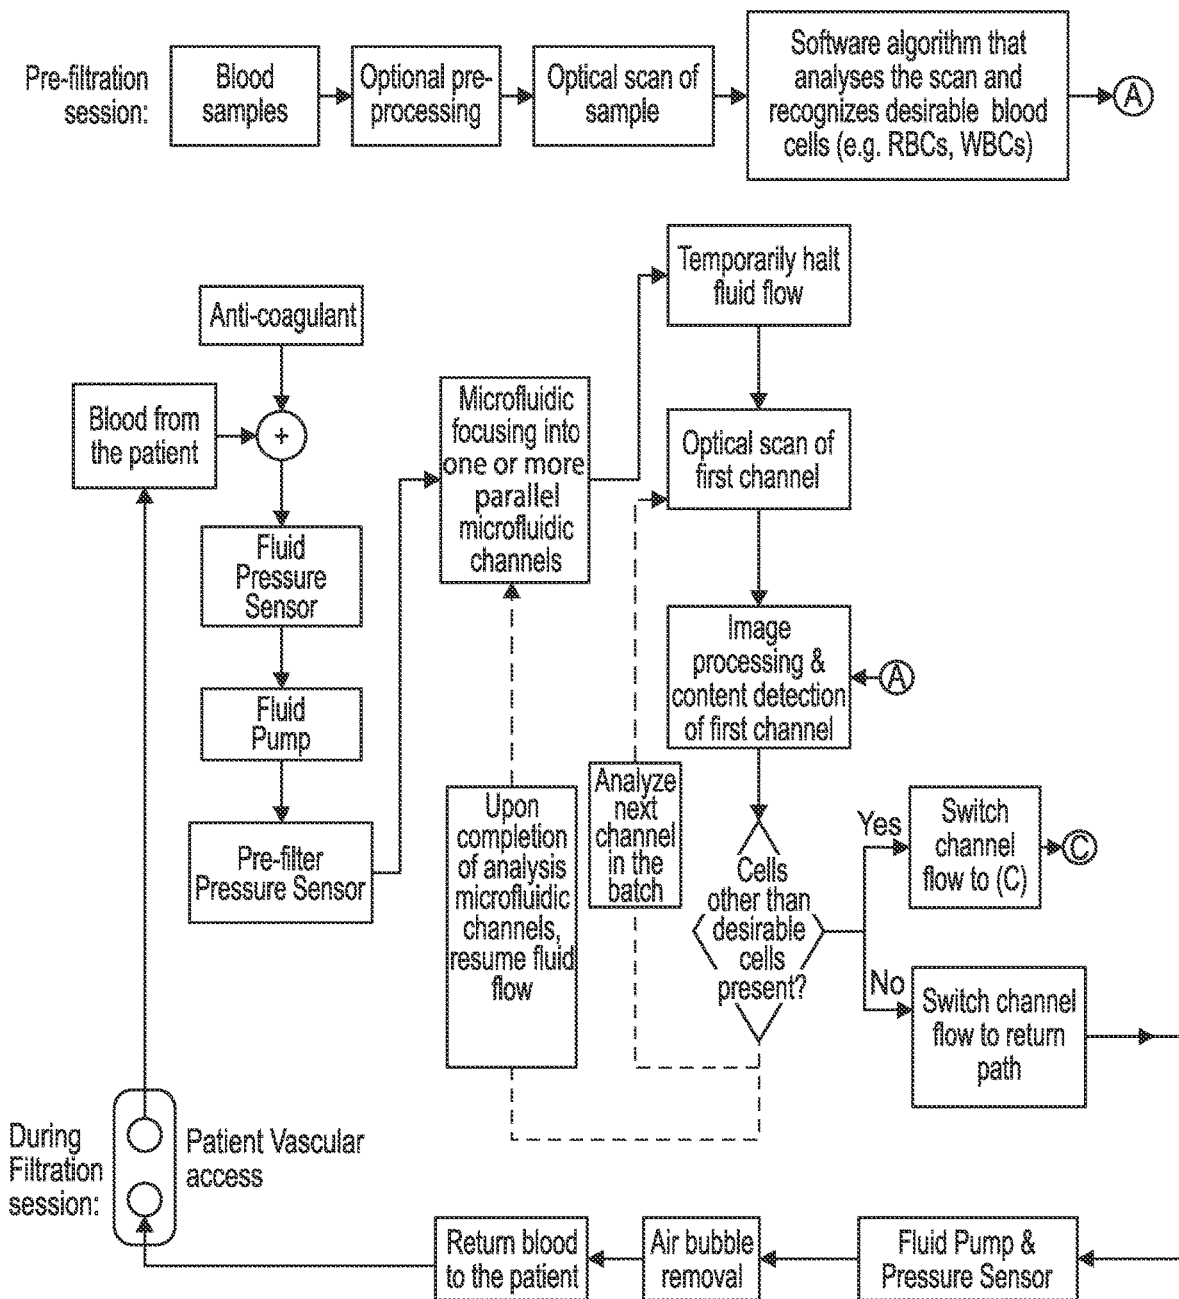 Pre-filtration
session:
Blood
samples
Optional pre-
processing
Optical scan of
sample
Software algorithm that
analyses the scan and
recognizes desirable blood
cells (e.g. RBCs, WBCs)
A
Anti-coagulant
Blood from
the patient
+
Fluid
Pressure
Sensor
Fluid
Pump
Pre-filter
Pressure Sensor
Microfluidic
focusing into
one or more
parallel
microfluidic
channels
Temporarily halt
fluid flow
Optical scan of
first channel
Image
processing &
content detection
of first channel
A
Upon
completion
of analysis
microfluidic
channels,
resume fluid
flow
Analyze
next
channel
in the
batch
Cells
other than
desirable
cells
present?
Yes
Switch
channel
flow to (C)
C
No
Switch channel
flow to return
path
During
Filtration
session:
Patient Vascular
access
Return blood
to the patient
Air bubble
removal
Fluid Pump &
Pressure Sensor